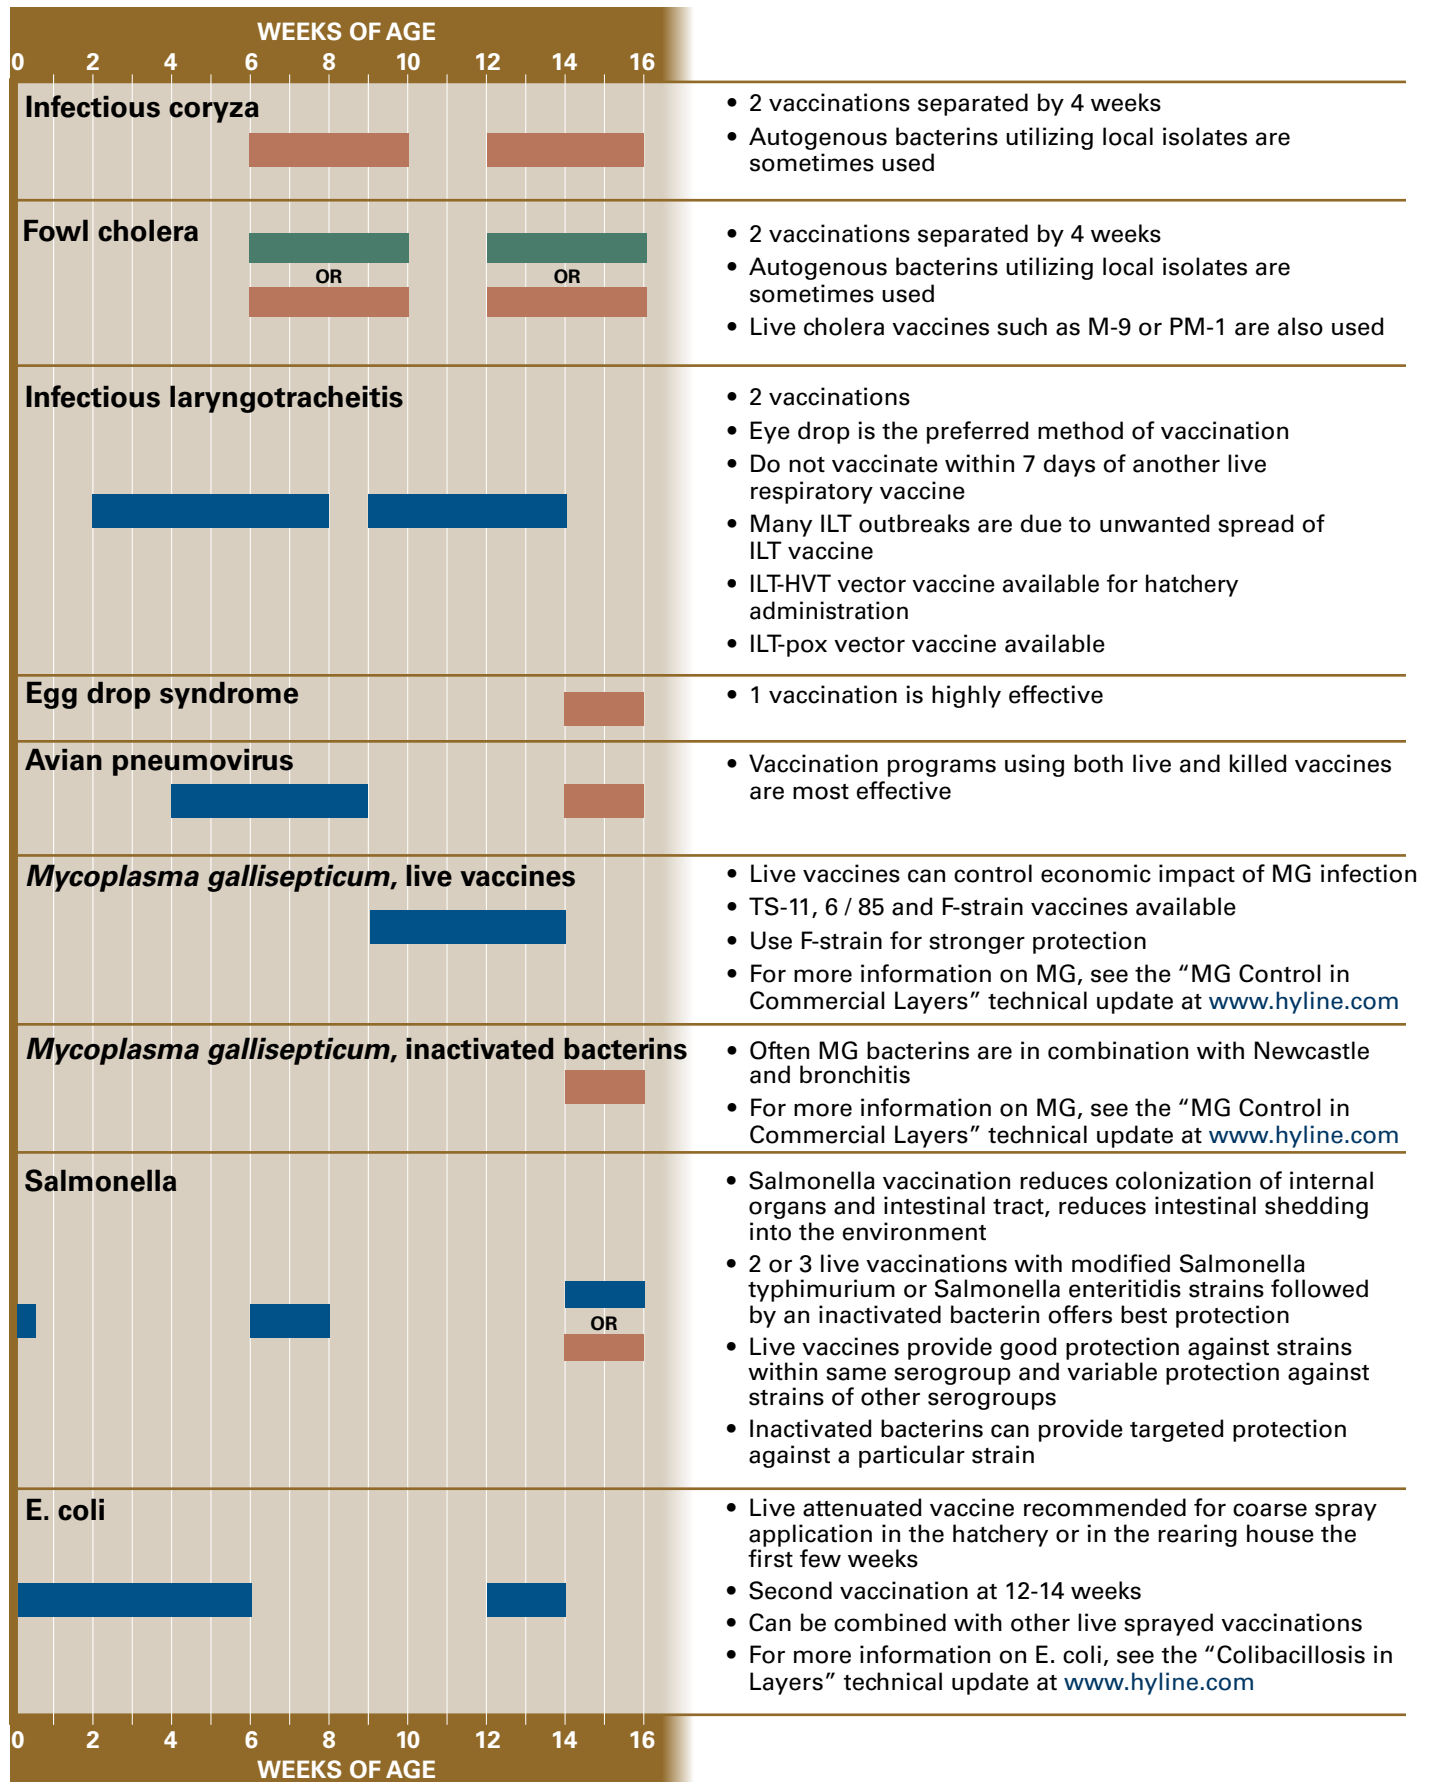 WEEKS OF AGE
0 2 4 6 8 10 12 14 16
Infectious coryza
• 2 vaccinations separated by 4 weeks
• Autogenous bacterins utilizing local isolates are
sometimes used
Fowl cholera
OR OR
• 2 vaccinations separated by 4 weeks
• Autogenous bacterins utilizing local isolates are
sometimes used
• Live cholera vaccines such as M-9 or PM-1 are also used
Infectious laryngotracheitis
• 2 vaccinations
• Eye drop is the preferred method of vaccination
• Do not vaccinate within 7 days of another live
respiratory vaccine
• Many ILT outbreaks are due to unwanted spread of
ILT vaccine
• ILT-HVT vector vaccine available for hatchery
administration
• ILT-pox vector vaccine available
Egg drop syndrome
• 1 vaccination is highly effective
Avian pneumovirus
• Vaccination programs using both live and killed vaccines
are most effective
Mycoplasma gallisepticum, live vaccines
• Live vaccines can control economic impact of MG infection
• TS-11, 6 / 85 and F-strain vaccines available
• Use F-strain for stronger protection
• For more information on MG, see the “MG Control in
Commercial Layers” technical update at www.hyline.com
Mycoplasma gallisepticum, inactivated bacterins
• Often MG bacterins are in combination with Newcastle
and bronchitis
• For more information on MG, see the “MG Control in
Commercial Layers” technical update at www.hyline.com
Salmonella
OR
• Salmonella vaccination reduces colonization of internal
organs and intestinal tract, reduces intestinal shedding
into the environment
• 2 or 3 live vaccinations with modified Salmonella
typhimurium or Salmonella enteritidis strains followed
by an inactivated bacterin offers best protection
• Live vaccines provide good protection against strains
within same serogroup and variable protection against
strains of other serogroups
• Inactivated bacterins can provide targeted protection
against a particular strain
E. coli
• Live attenuated vaccine recommended for coarse spray
application in the hatchery or in the rearing house the
first few weeks
• Second vaccination at 12-14 weeks
• Can be combined with other live sprayed vaccinations
• For more information on E. coli, see the “Colibacillosis in
Layers” technical update at www.hyline.com
0 2 4 6 8 10 12 14 16
WEEKS OF AGE